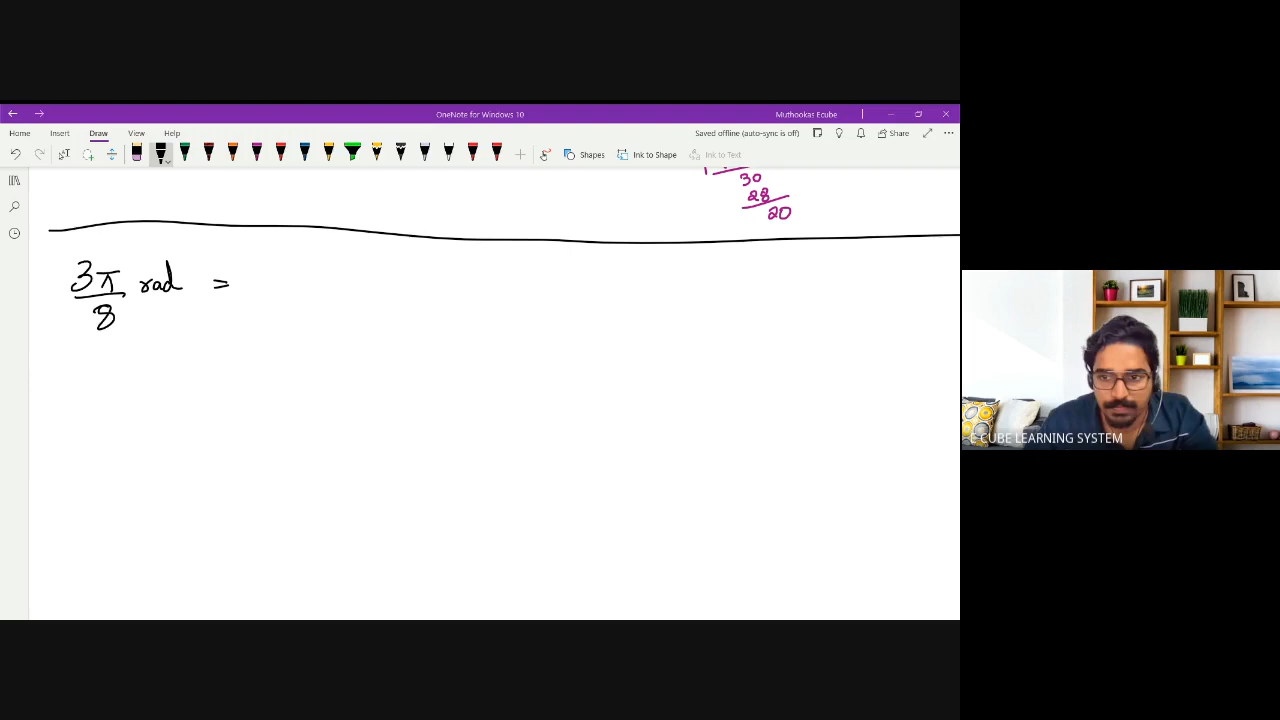 OneNote for Windows 10
Muthookas Ecube
Home Insert Draw View Help
Saved offline (auto-sync is off)
Share
Shapes
Ink to Shape
Ink to Text
30
28
20
3π/8 rad =
E CUBE LEARNING SYSTEM